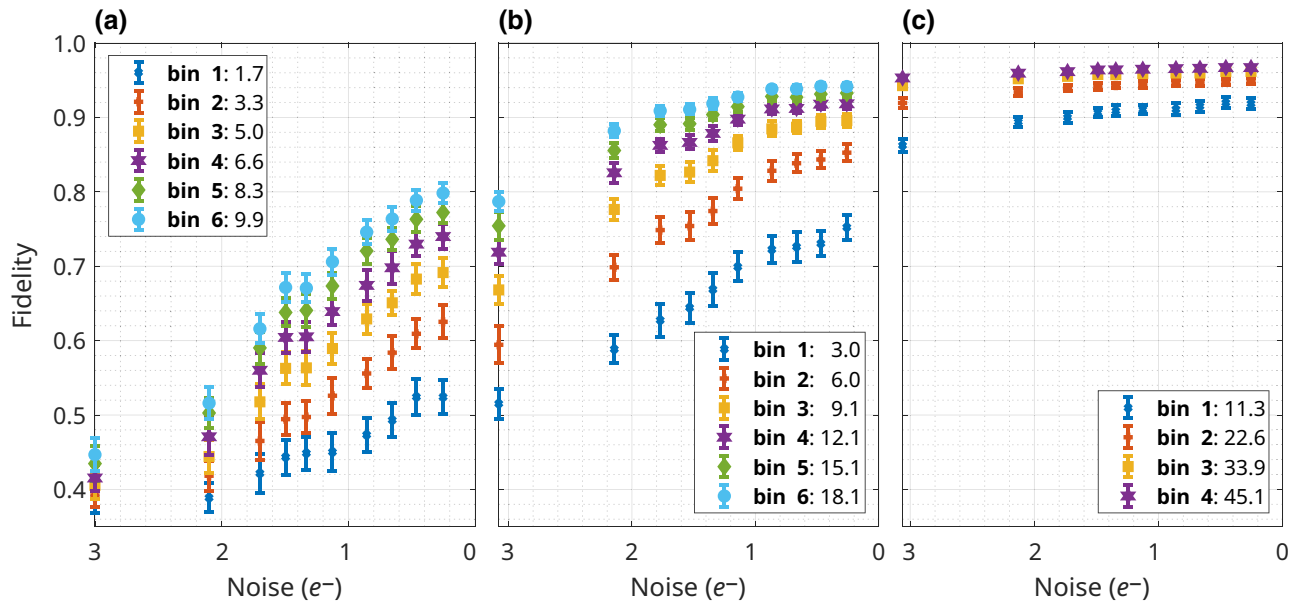 (a)
(b)
(c)
1.0
0.9
0.8
0.7
0.6
0.5
0.4
Fidelity
bin 1: 1.7
bin 2: 3.3
bin 3: 5.0
bin 4: 6.6
bin 5: 8.3
bin 6: 9.9
3 2 1 0
Noise (e–)
bin 1: 3.0
bin 2: 6.0
bin 3: 9.1
bin 4: 12.1
bin 5: 15.1
bin 6: 18.1
2 1 0
Noise (e–)
bin 1: 11.3
bin 2: 22.6
bin 3: 33.9
bin 4: 45.1
3 2 1 0
Noise (e–)